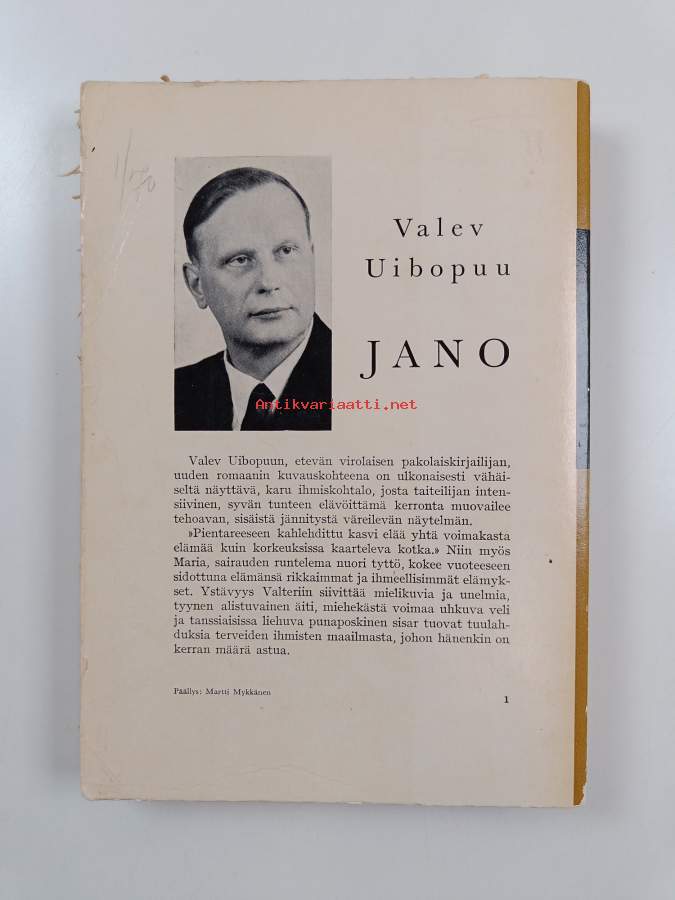 1/70
Valev
Uibopuu
JANO
Antikvariaatti.net
Valev Uibopuun, etevän virolaisen pakolaiskirjailijan,
uuden romaanin kuvauskohteena on ulkonaisesti vähäi-
seltä näyttävä, karu ihmiskohtalo, josta taiteilijan inten-
siivinen, syvän tunteen elävöittämä kerronta muovailee
tehoavan, sisäistä jännitystä väreilevän näytelmän.
»Pientareeseen kahlehdittu kasvi elää yhtä voimakasta
elämää kuin korkeuksissa kaarteleva kotka.» Niin myös
Maria, sairauden runtelema nuori tyttö, kokee vuoteeseen
sidottuna elämänsä rikkaimmat ja ihmeellisimmät elämyk-
set. Ystävyys Valteriin siivittää mielikuvia ja unelmia,
tyynen alistuvainen äiti, miehekästä voimaa uhkuva veli
ja tanssiaisissa liehuva punaposkinen sisar tuovat tuulah-
duksia terveiden ihmisten maailmasta, johon hänenkin on
kerran määrä astua.
Päällys: Martti Mykkänen
1